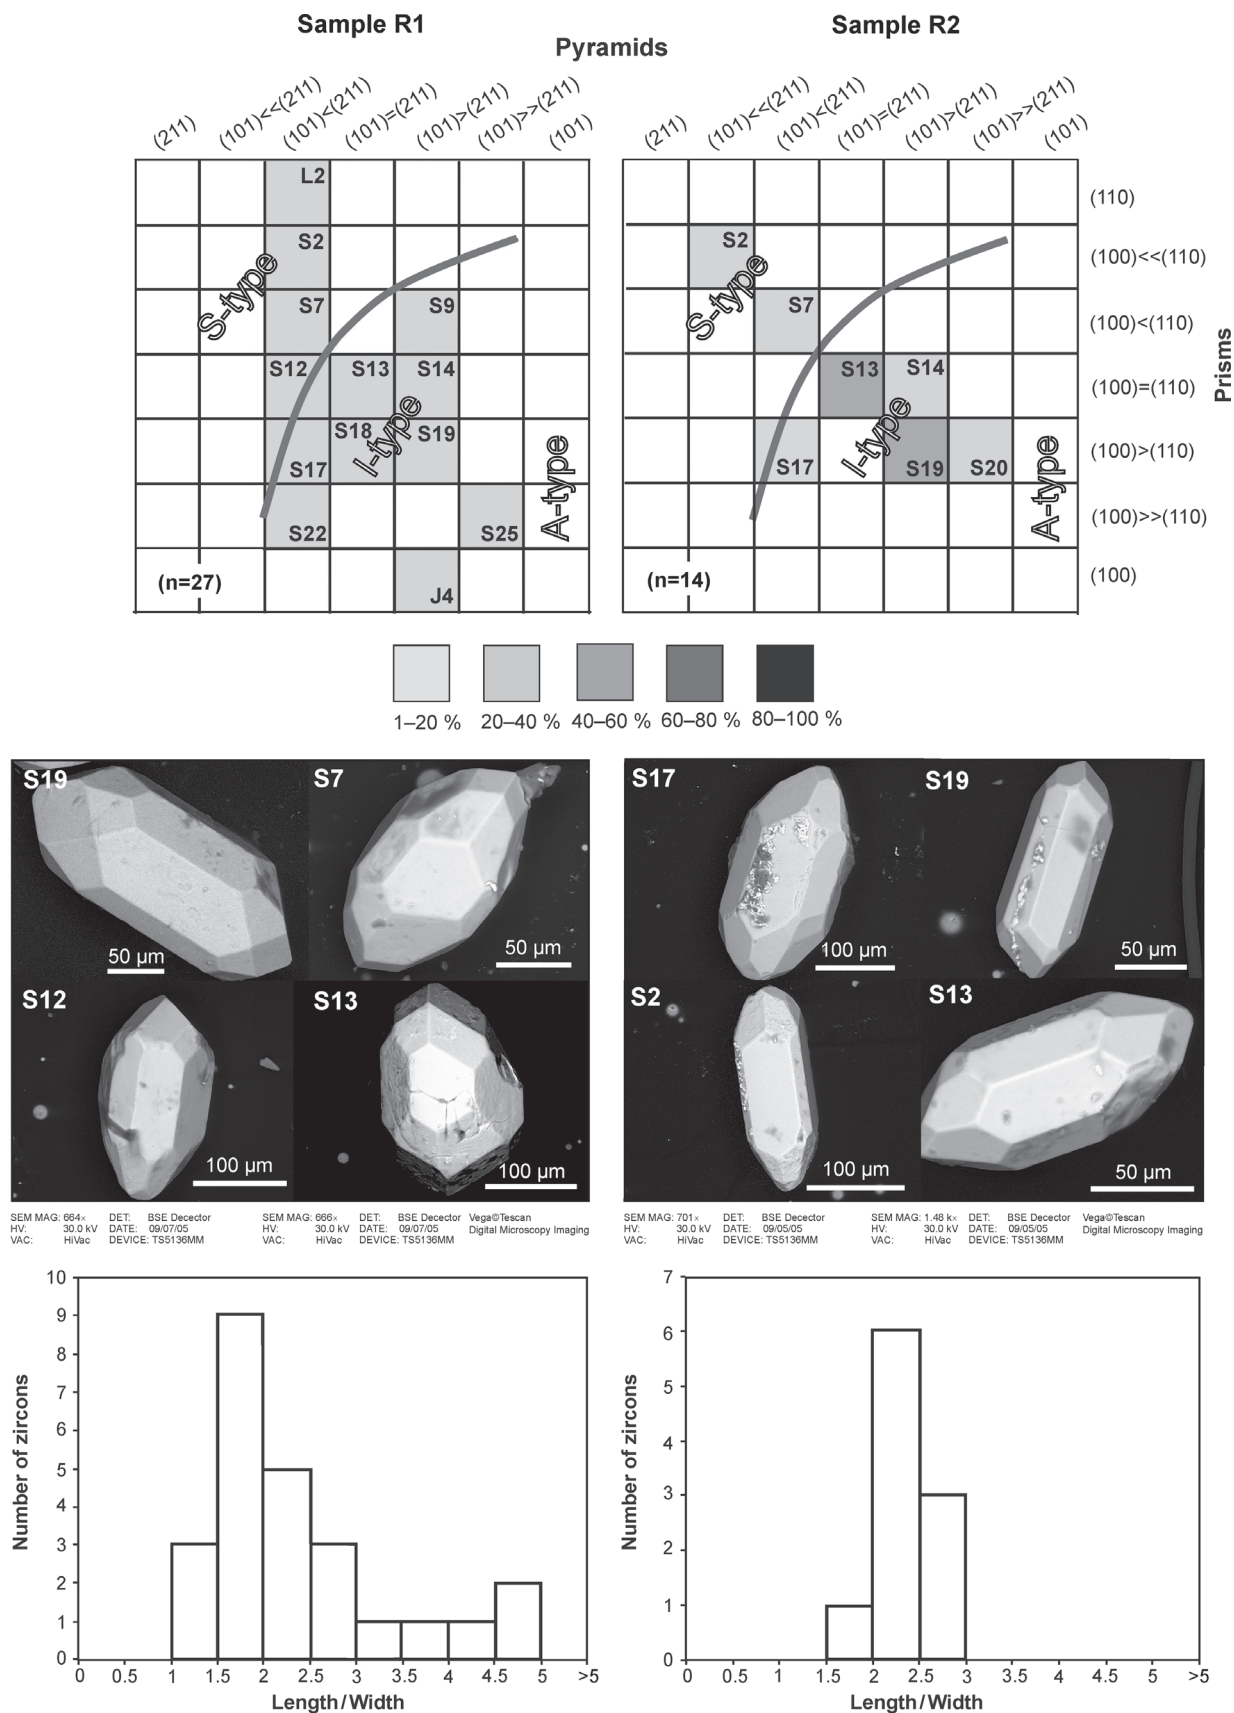 Sample R1
Sample R2
Pyramids
(211)
(101)<<(211)
(101)<(211)
(101)=(211)
(101)>(211)
(101)>>(211)
(101)
(211)
(101)<<(211)
(101)<(211)
(101)=(211)
(101)>(211)
(101)>>(211)
(101)
L2
S2
S7
S9
S12
S13
S14
S18
S19
S17
S22
S25
J4
S-type
I-type
A-type
(n=27)
S2
S7
S13
S14
S17
S19
S20
S-type
I-type
A-type
(n=14)
(110)
(100)<<(110)
(100)<(110)
(100)=(110)
(100)>(110)
(100)>>(110)
(100)
Prisms
1–20 %
20–40 %
40–60 %
60–80 %
80–100 %
S19
50 µm
S7
50 µm
S12
100 µm
S13
100 µm
S17
100 µm
S19
50 µm
S2
100 µm
S13
50 µm
SEM MAG: 664× DET: BSE Decector
HV: 30.0 kV DATE: 09/07/05
VAC: HiVac DEVICE: TS5136MM
SEM MAG: 666× DET: BSE Decector Vega©Tescan
HV: 30.0 kV DATE: 09/07/05 Digital Microscopy Imaging
VAC: HiVac DEVICE: TS5136MM
SEM MAG: 701× DET: BSE Decector
HV: 30.0 kV DATE: 09/05/05
VAC: HiVac DEVICE: TS5136MM
SEM MAG: 1.48 k× DET: BSE Decector Vega©Tescan
HV: 30.0 kV DATE: 09/05/05 Digital Microscopy Imaging
VAC: HiVac DEVICE: TS5136MM
10
9
8
7
6
5
4
3
2
1
0
Number of zircons
0 0.5 1 1.5 2 2.5 3 3.5 4 4.5 5 >5
Length/Width
7
6
5
4
3
2
1
0
Number of zircons
0 0.5 1 1.5 2 2.5 3 3.5 4 4.5 5 >5
Length/Width